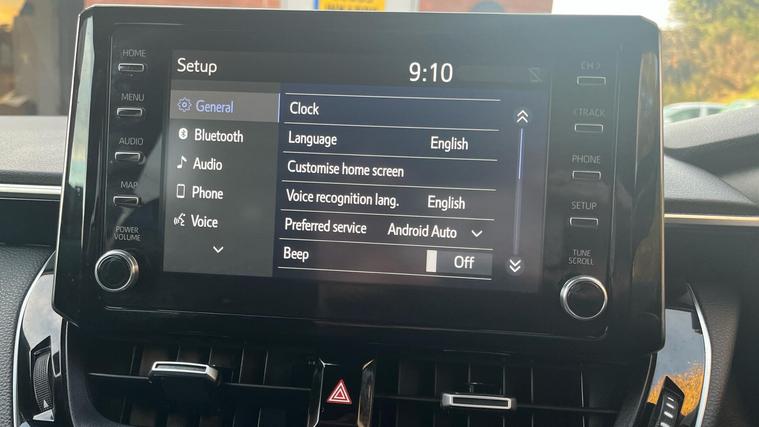 HOME
MENU
AUDIO
MAP
POWER
VOLUME
Setup 9:10
General
Bluetooth
Audio
Phone
Voice
Clock
Language English
Customise home screen
Voice recognition lang. English
Preferred service Android Auto
Beep Off
CH >
< TRACK
PHONE
SETUP
TUNE
SCROLL